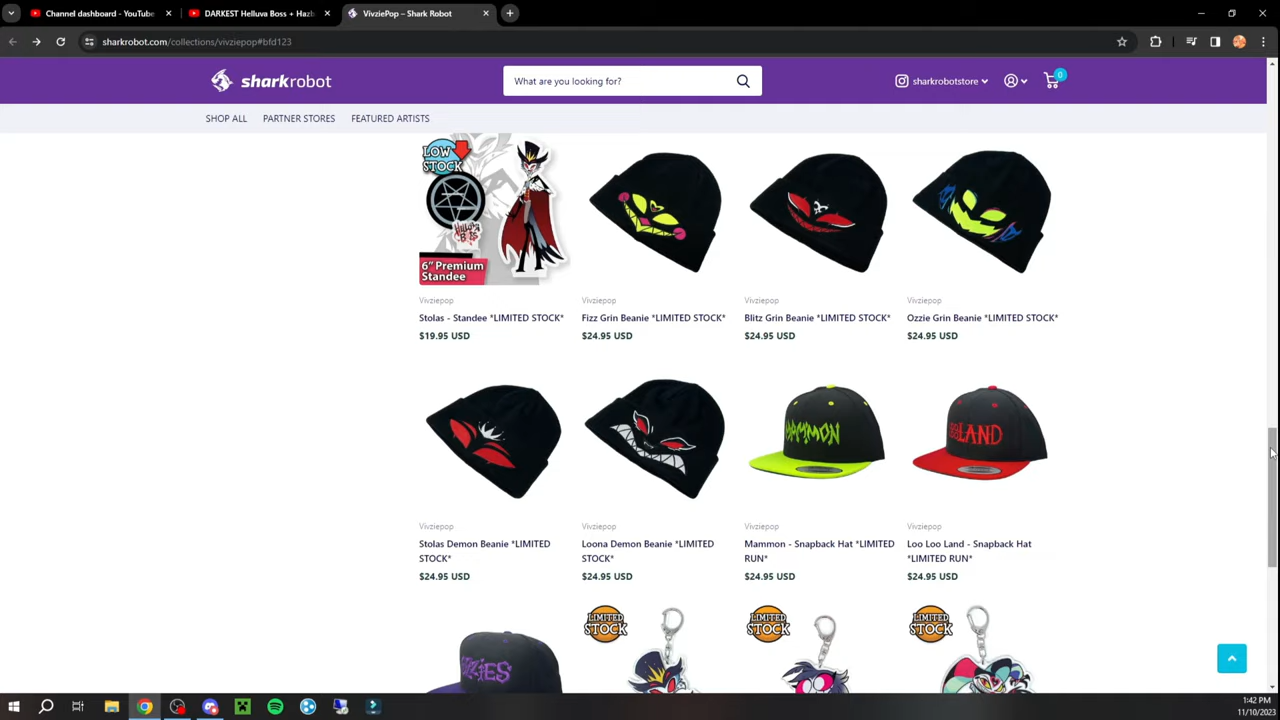 Channel dashboard - YouTube
DARKEST Helluva Boss + Hazb
VivziePop – Shark Robot
sharkrobot.com/collections/vivziepop#bfd123
sharkrobot
What are you looking for?
sharkrobotstore
0
SHOP ALL
PARTNER STORES
FEATURED ARTISTS
LOW
STOCK
HELLUVA
BOSS
6" Premium
Standee
Vivziepop
Stolas - Standee *LIMITED STOCK*
$19.95 USD
Vivziepop
Fizz Grin Beanie *LIMITED STOCK*
$24.95 USD
Vivziepop
Blitz Grin Beanie *LIMITED STOCK*
$24.95 USD
Vivziepop
Ozzie Grin Beanie *LIMITED STOCK*
$24.95 USD
MAMMON
LOOLAND
Vivziepop
Stolas Demon Beanie *LIMITED
STOCK*
$24.95 USD
Vivziepop
Loona Demon Beanie *LIMITED
STOCK*
$24.95 USD
Vivziepop
Mammon - Snapback Hat *LIMITED
RUN*
$24.95 USD
Vivziepop
Loo Loo Land - Snapback Hat
*LIMITED RUN*
$24.95 USD
LIMITED
STOCK
LIMITED
STOCK
LIMITED
STOCK
1:42 PM
11/10/2023